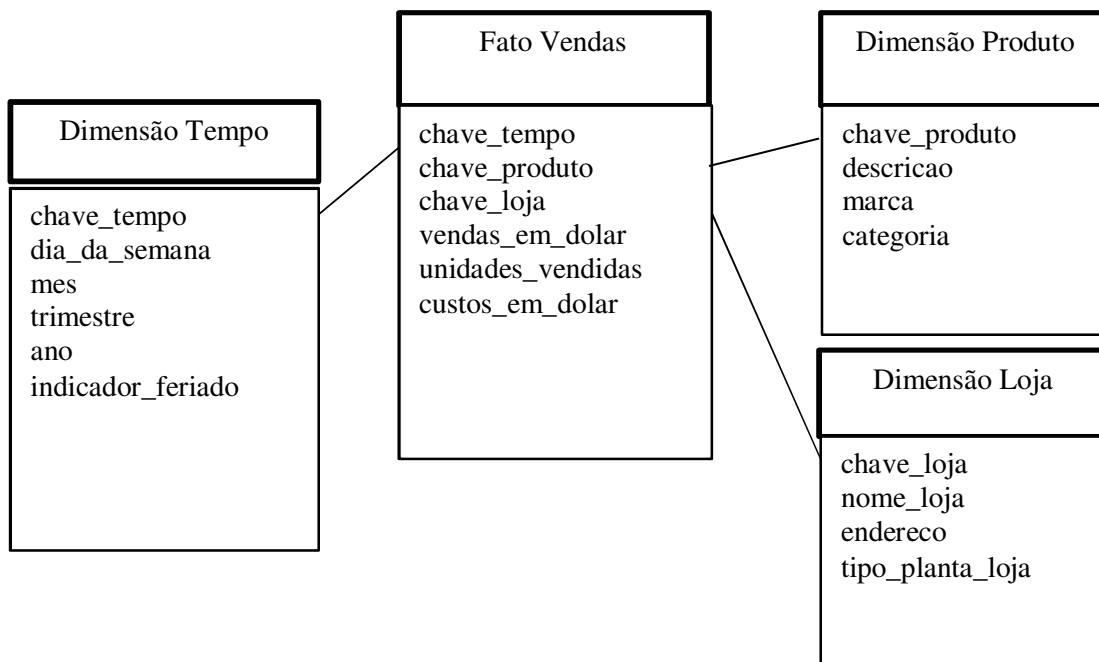 Dimensão Tempo
chave_tempo
dia_da_semana
mes
trimestre
ano
indicador_feriado
Fato Vendas
chave_tempo
chave_produto
chave_loja
vendas_em_dolar
unidades_vendidas
custos_em_dolar
Dimensão Produto
chave_produto
descricao
marca
categoria
Dimensão Loja
chave_loja
nome_loja
endereco
tipo_planta_loja